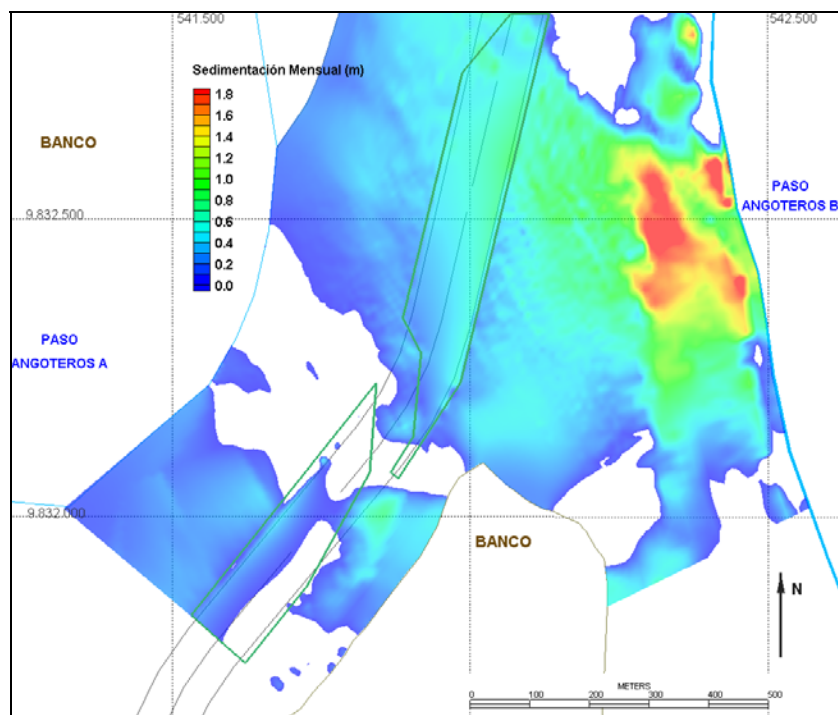 541.500
542.500
Sedimentación Mensual (m)
1.8
1.6
1.4
1.2
1.0
0.8
0.6
0.4
0.2
0.0
BANCO
PASO
ANGOTEROS B
9.832.500
PASO
ANGOTEROS A
9.832.000
BANCO
N
METERS
0
100
200
300
400
500